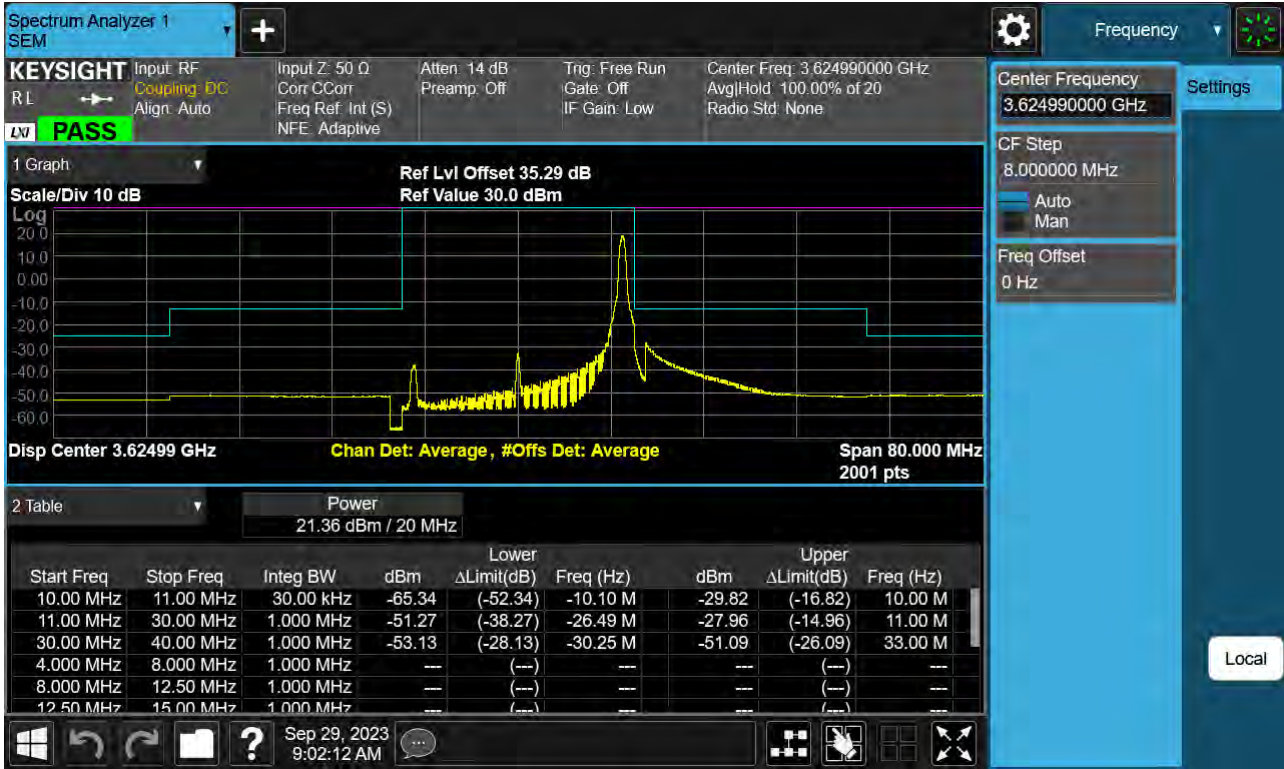 Spectrum Analyzer 1
SEM
Frequency
KEYSIGHT
Input: RF
Coupling: DC
Align: Auto
Input Z: 50 Ω
Corr CCorr
Freq Ref: Int (S)
NFE: Adaptive
Atten: 14 dB
Preamp: Off
Trig: Free Run
Gate: Off
IF Gain: Low
Center Freq: 3.624990000 GHz
Avg|Hold: 100.00% of 20
Radio Std: None
R L
LXI PASS
Center Frequency
3.624990000 GHz
Settings
CF Step
8.000000 MHz
Auto
Man
Freq Offset
0 Hz
Local
1 Graph
Ref Lvl Offset 35.29 dB
Scale/Div 10 dB
Ref Value 30.0 dBm
Log
20.0
10.0
0.00
-10.0
-20.0
-30.0
-40.0
-50.0
-60.0
Disp Center 3.62499 GHz
Chan Det: Average, #Offs Det: Average
Span 80.000 MHz
2001 pts
2 Table
Power
21.36 dBm / 20 MHz
Lower Upper
Start Freq Stop Freq Integ BW dBm ΔLimit(dB) Freq (Hz) dBm ΔLimit(dB) Freq (Hz)
10.00 MHz 11.00 MHz 30.00 kHz -65.34 (-52.34) -10.10 M -29.82 (-16.82) 10.00 M
11.00 MHz 30.00 MHz 1.000 MHz -51.27 (-38.27) -26.49 M -27.96 (-14.96) 11.00 M
30.00 MHz 40.00 MHz 1.000 MHz -53.13 (-28.13) -30.25 M -51.09 (-26.09) 33.00 M
4.000 MHz 8.000 MHz 1.000 MHz --- (---) --- --- (---) ---
8.000 MHz 12.50 MHz 1.000 MHz --- (---) --- --- (---) ---
12.50 MHz 15.00 MHz 1.000 MHz --- (---) --- --- (---) ---
Sep 29, 2023
9:02:12 AM